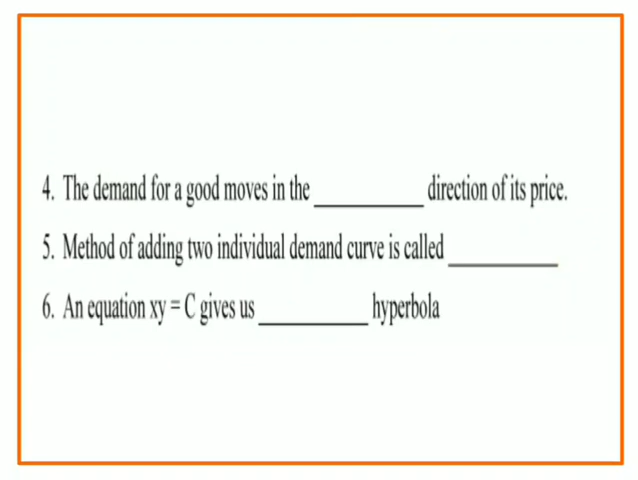 4. The demand for a good moves in the __________ direction of its price.
5. Method of adding two individual demand curve is called __________
6. An equation xy = C gives us __________ hyperbola